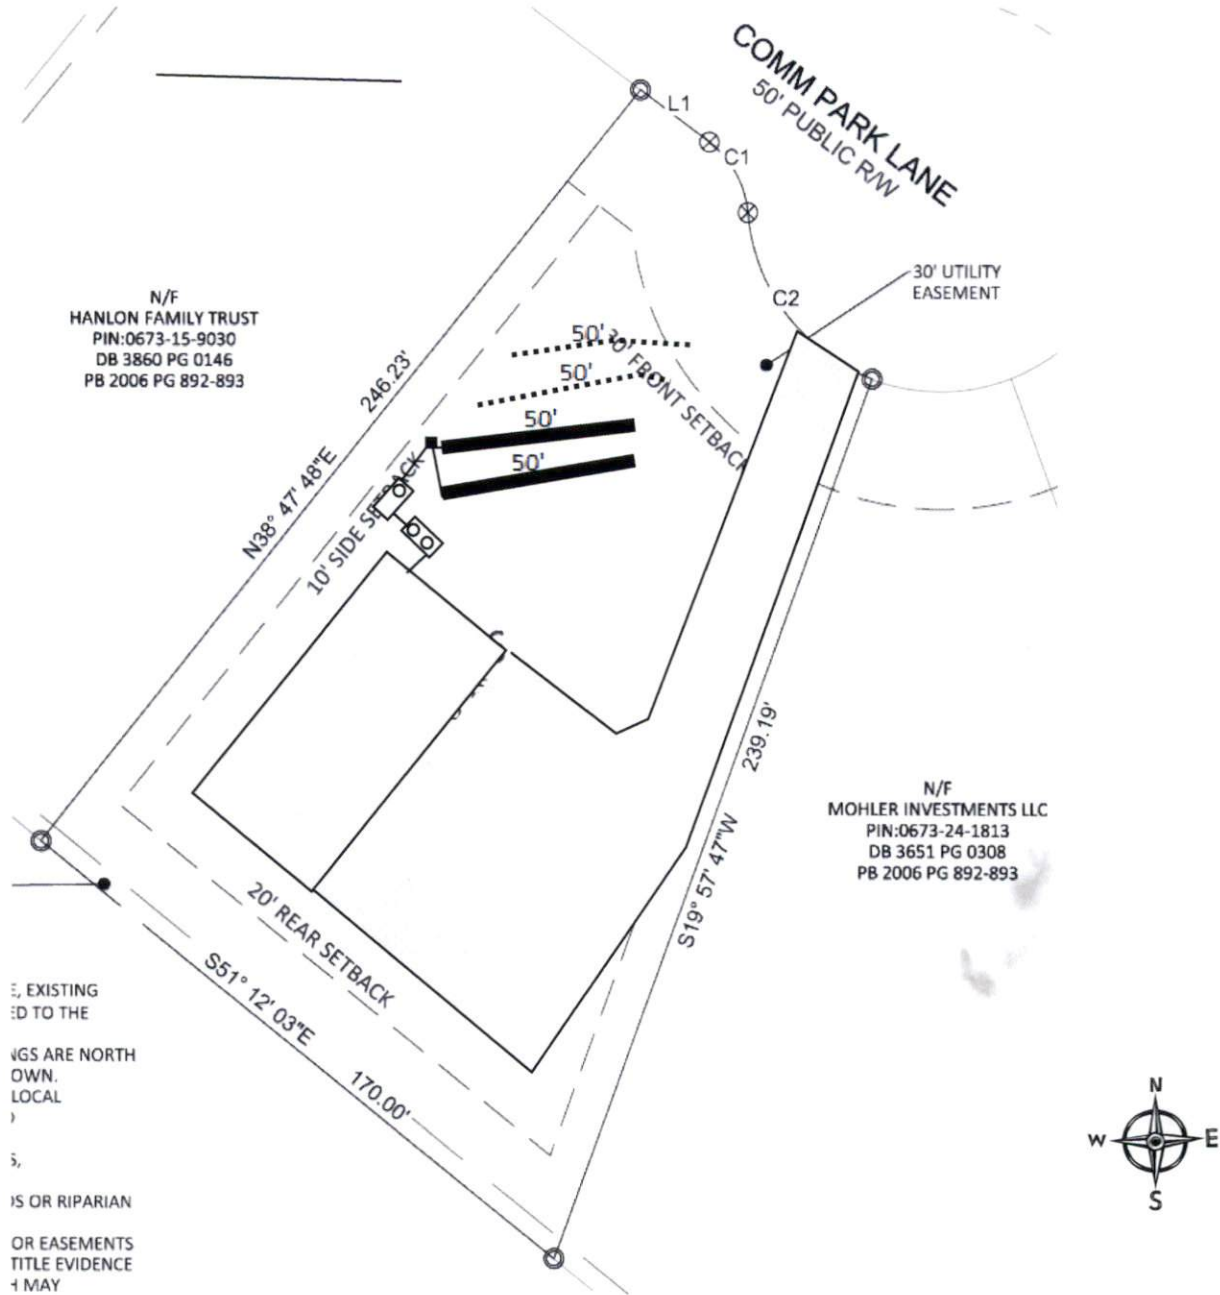 COMM PARK LANE
50' PUBLIC R/W
L1
C1
C2
30' UTILITY
EASEMENT
N/F
HANLON FAMILY TRUST
PIN:0673-15-9030
DB 3860 PG 0146
PB 2006 PG 892-893
50'
30' FRONT SETBACK
50'
50'
50'
246.23'
N38° 47' 48"E
10' SIDE SETBACK
239.19'
S19° 57' 47"W
N/F
MOHLER INVESTMENTS LLC
PIN:0673-24-1813
DB 3651 PG 0308
PB 2006 PG 892-893
20' REAR SETBACK
S51° 12' 03"E
170.00'
E, EXISTING
ED TO THE
NGS ARE NORTH
OWN.
LOCAL
S,
DS OR RIPARIAN
OR EASEMENTS
TITLE EVIDENCE
H MAY
N
W E
S